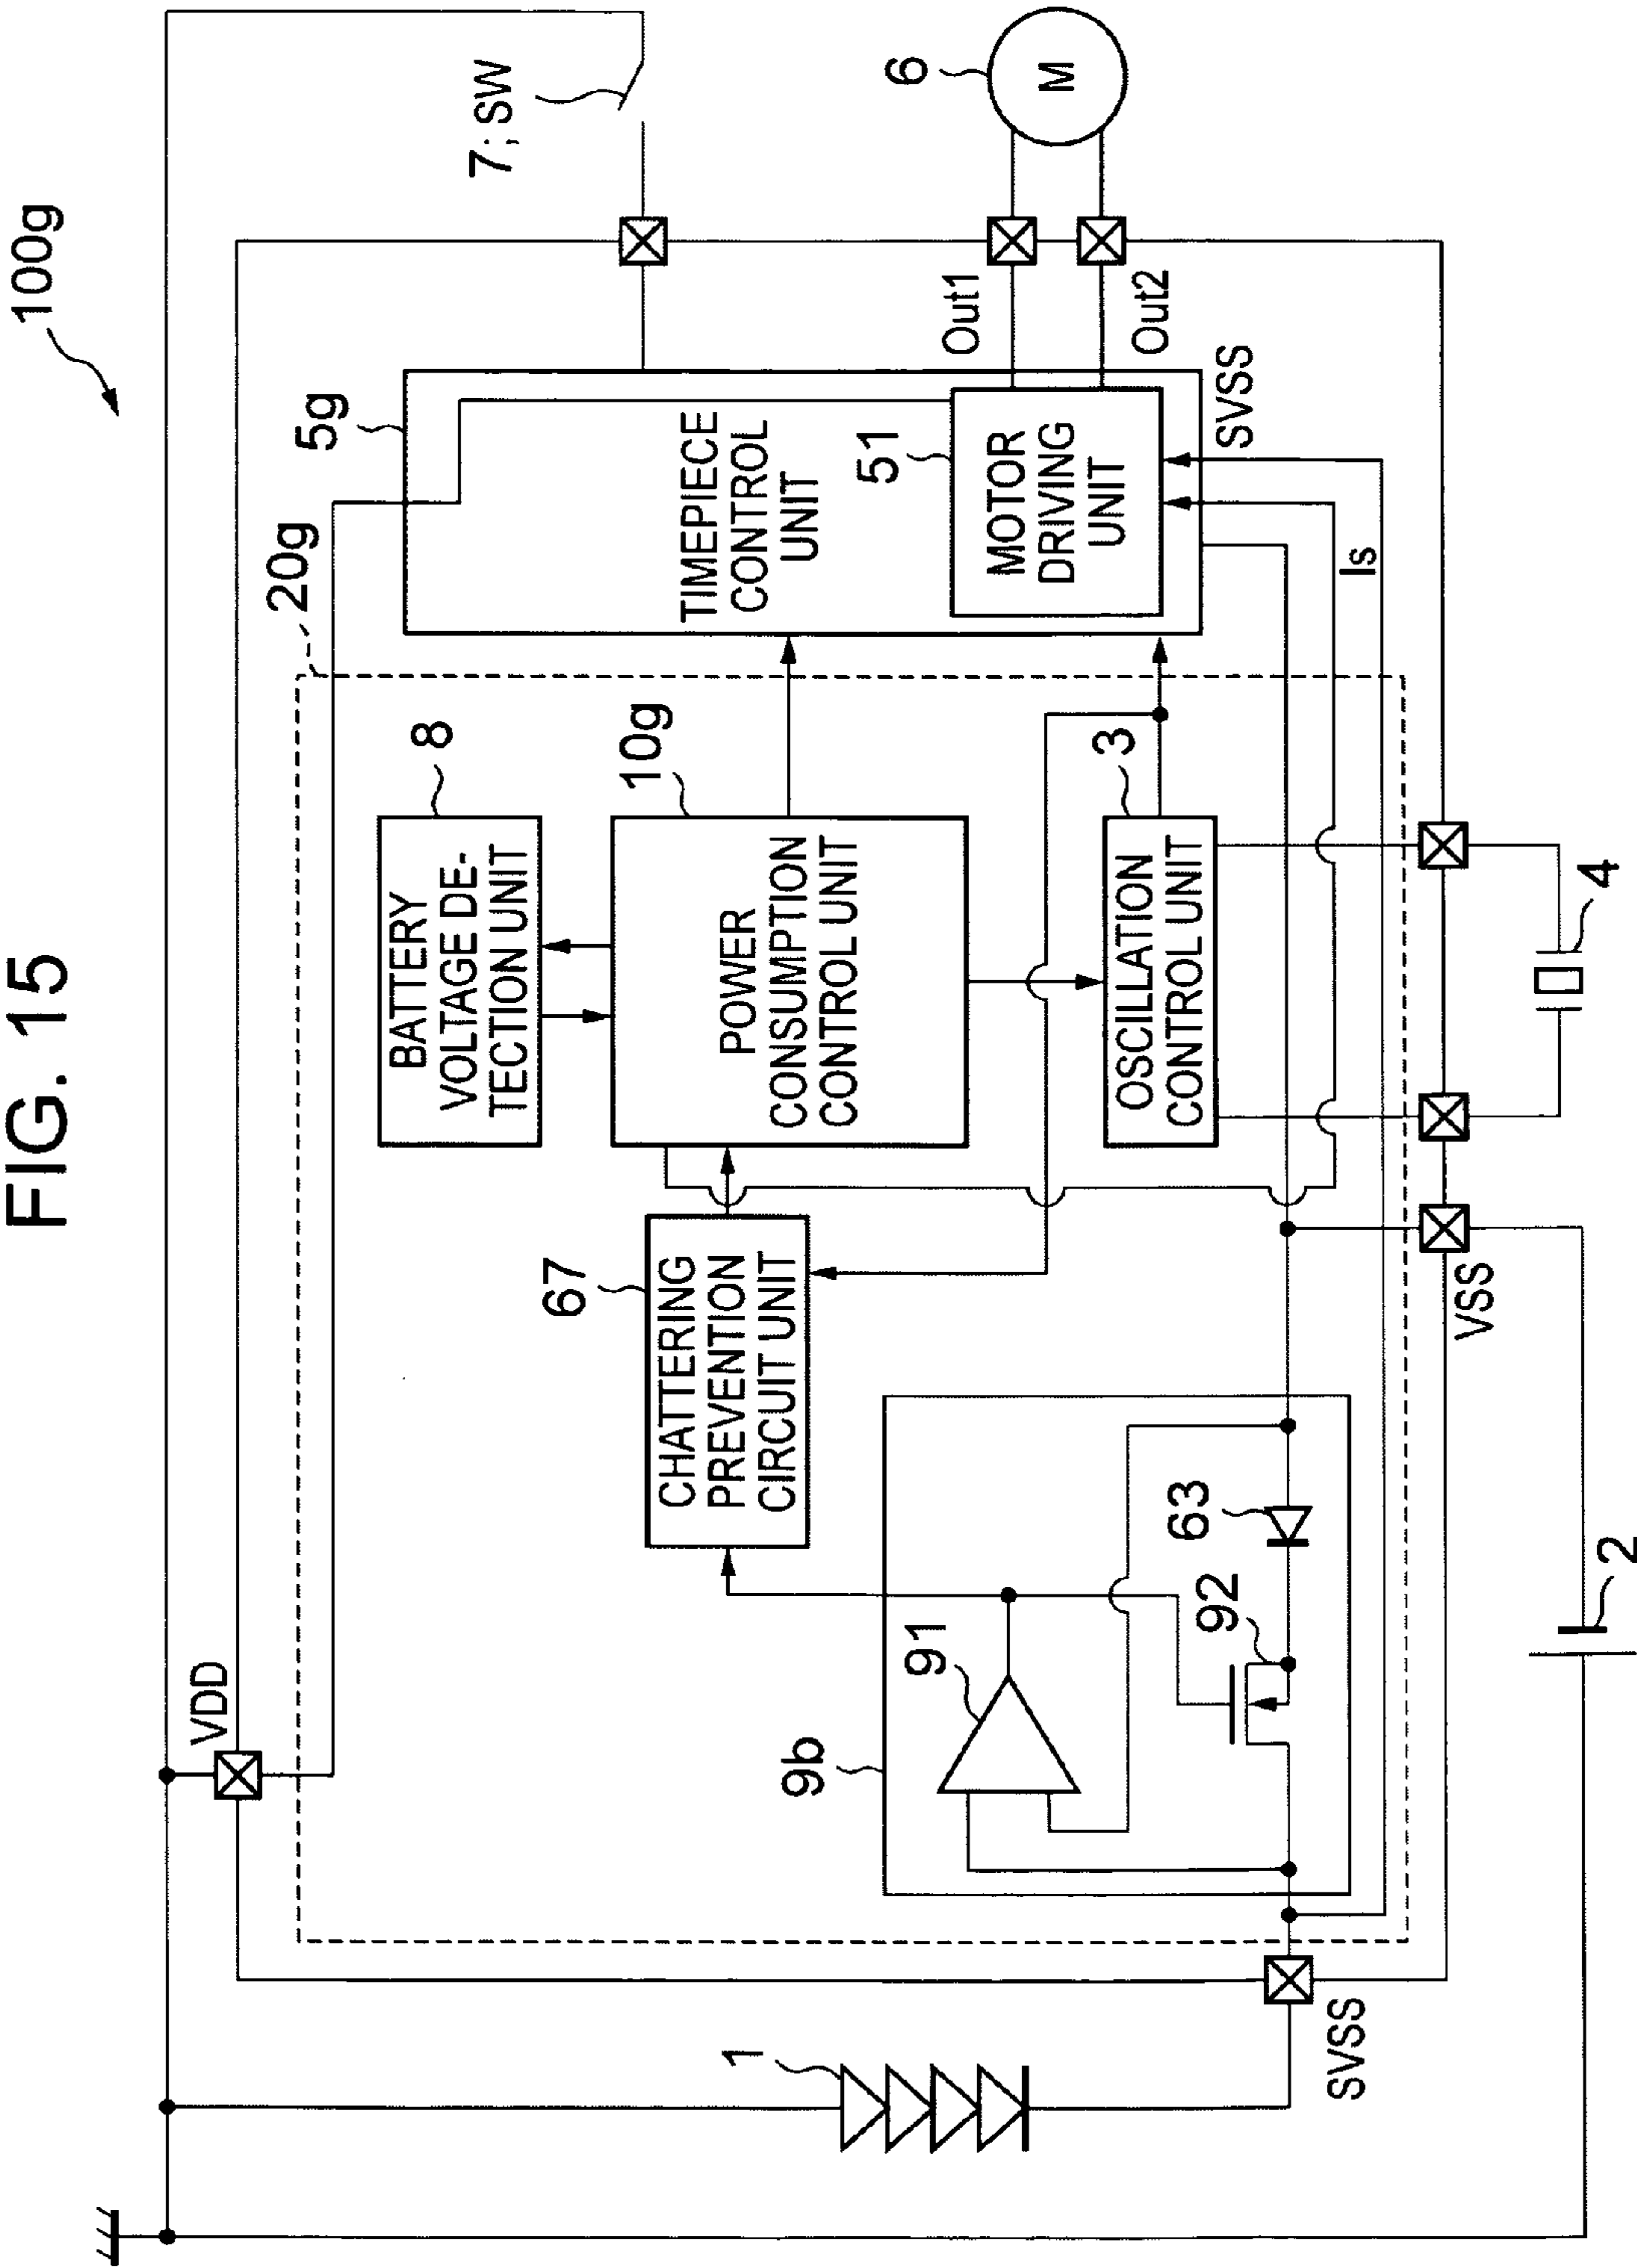 FIG. 15
100g
VDD
7; SW
20g
5g
TIMEPIECE
CONTROL
UNIT
8
BATTERY
VOLTAGE DE-
TECTION UNIT
6
M
10g
POWER
CONSUMPTION
CONTROL UNIT
67
CHATTERING
PREVENTION
CIRCUIT UNIT
51
MOTOR
DRIVING
UNIT
Out1
Out2
SVSS
Is
9b
91
92
63
3
OSCILLATION
CONTROL UNIT
1
SVSS
VSS
2
4